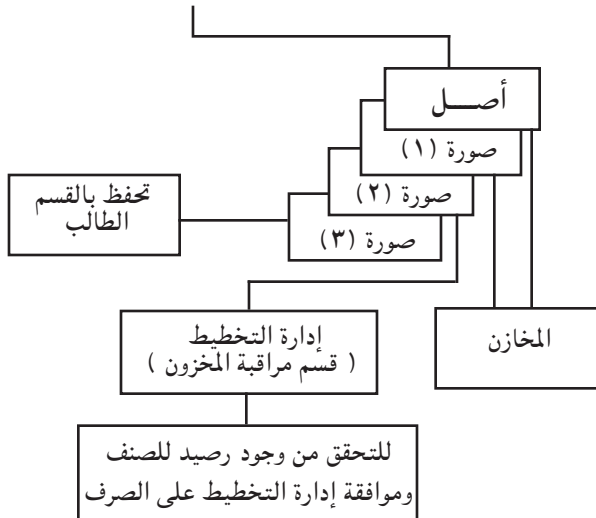 أصـــل
صورة (١)
صورة (٢)
صورة (٣)
تحفظ بالقسم
الطالب
المخازن
إدارة التخطيط
( قسم مراقبة المخزون )
للتحقق من وجود رصيد للصنف
وموافقة إدارة التخطيط على الصرف